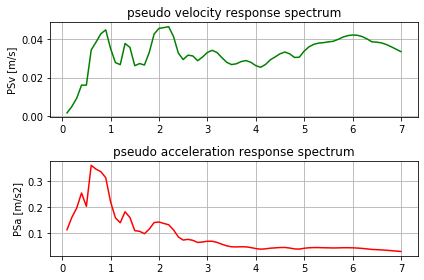 pseudo velocity response spectrum
PSv [m/s]
0.04
0.02
0.00
0 1 2 3 4 5 6 7
pseudo acceleration response spectrum
PSa [m/s2]
0.3
0.2
0.1
0 1 2 3 4 5 6 7